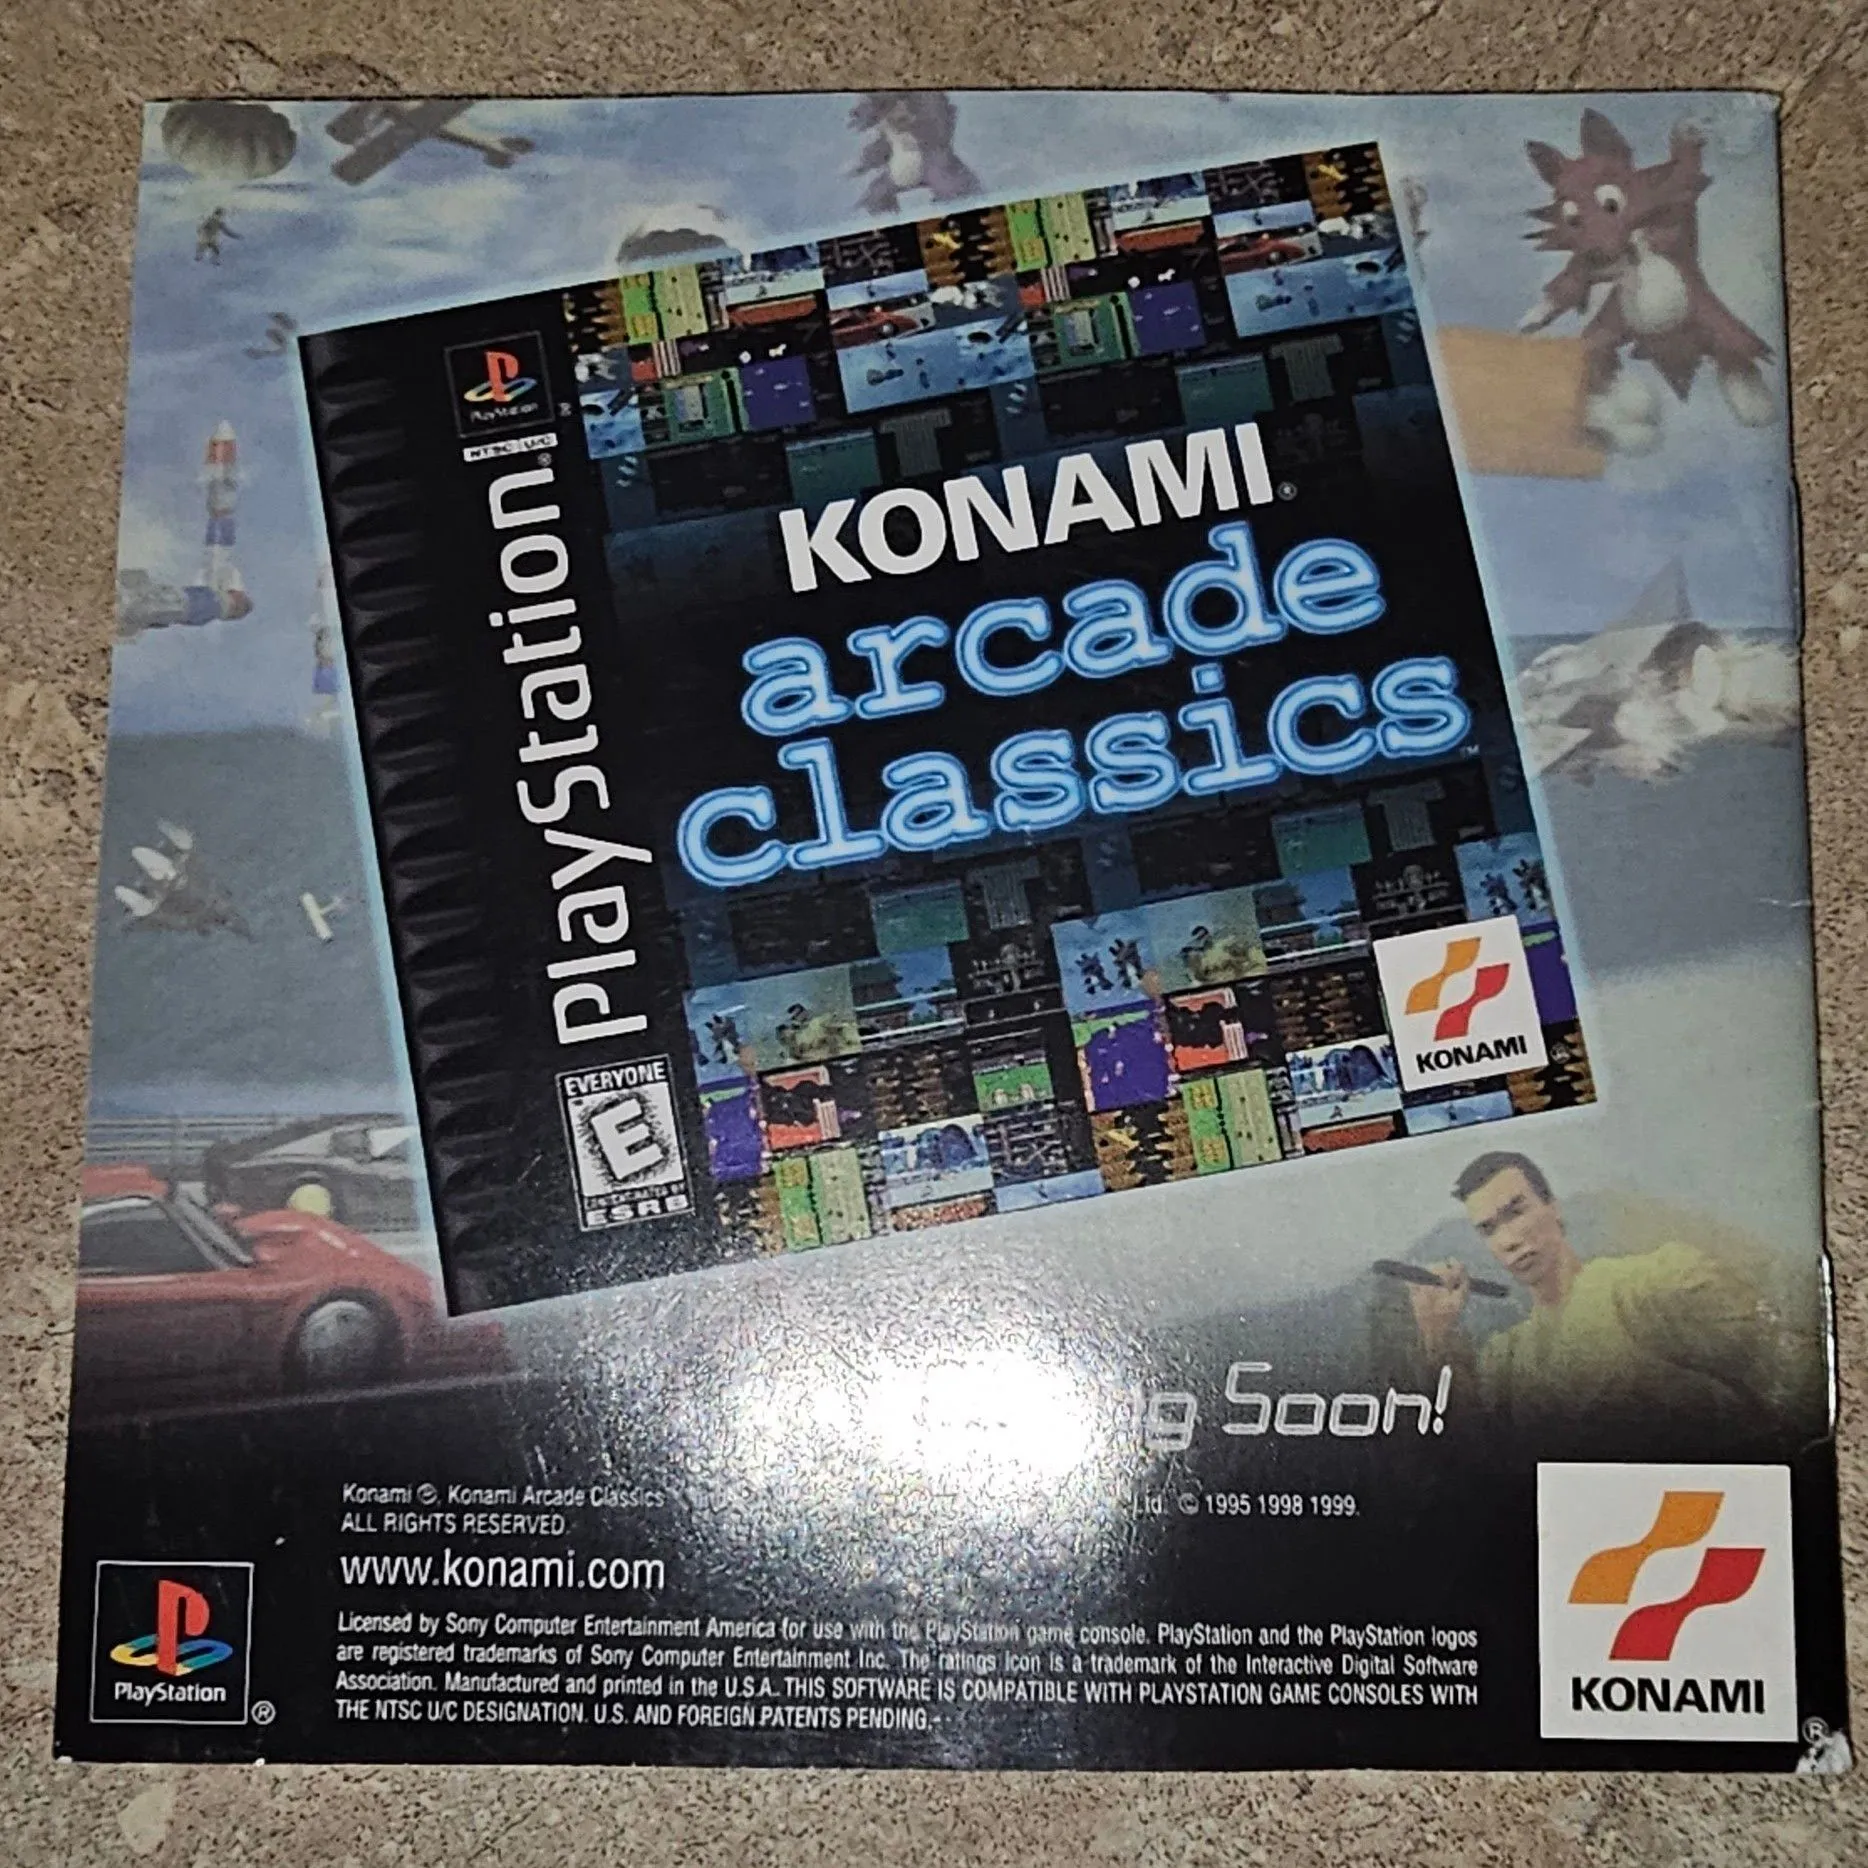 PlayStation
NTSC U/C
PlayStation
KONAMI
arcade
classics
EVERYONE
E
ESRB
KONAMI
Soon!
Konami ®, Konami Arcade Classics Ltd. © 1995 1998 1999.
ALL RIGHTS RESERVED.
www.konami.com
Licensed by Sony Computer Entertainment America for use with the PlayStation game console. PlayStation and the PlayStation logos
are registered trademarks of Sony Computer Entertainment Inc. The ratings icon is a trademark of the Interactive Digital Software
Association. Manufactured and printed in the U.S.A. THIS SOFTWARE IS COMPATIBLE WITH PLAYSTATION GAME CONSOLES WITH
THE NTSC U/C DESIGNATION. U.S. AND FOREIGN PATENTS PENDING.
PlayStation
KONAMI